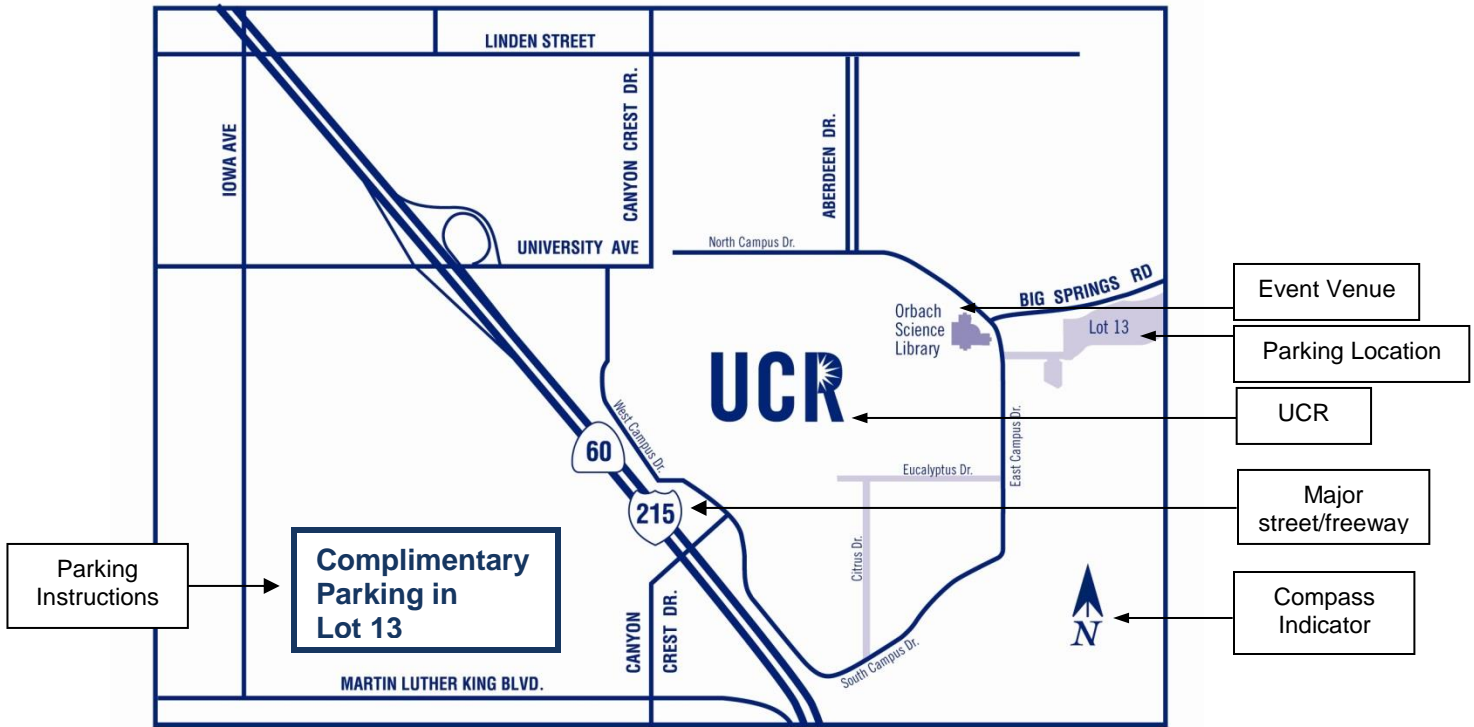 LINDEN STREET
IOWA AVE
CANYON CREST DR.
ABERDEEN DR.
UNIVERSITY AVE
North Campus Dr.
BIG SPRINGS RD
Event Venue
Orbach
Science
Library
Lot 13
Parking Location
UCR
UCR
West Campus Dr.
60
East Campus Dr.
Eucalyptus Dr.
215
Major
street/freeway
Parking
Instructions
Complimentary
Parking in
Lot 13
Citrus Dr.
Compass
Indicator
N
CANYON
CREST DR.
South Campus Dr.
MARTIN LUTHER KING BLVD.